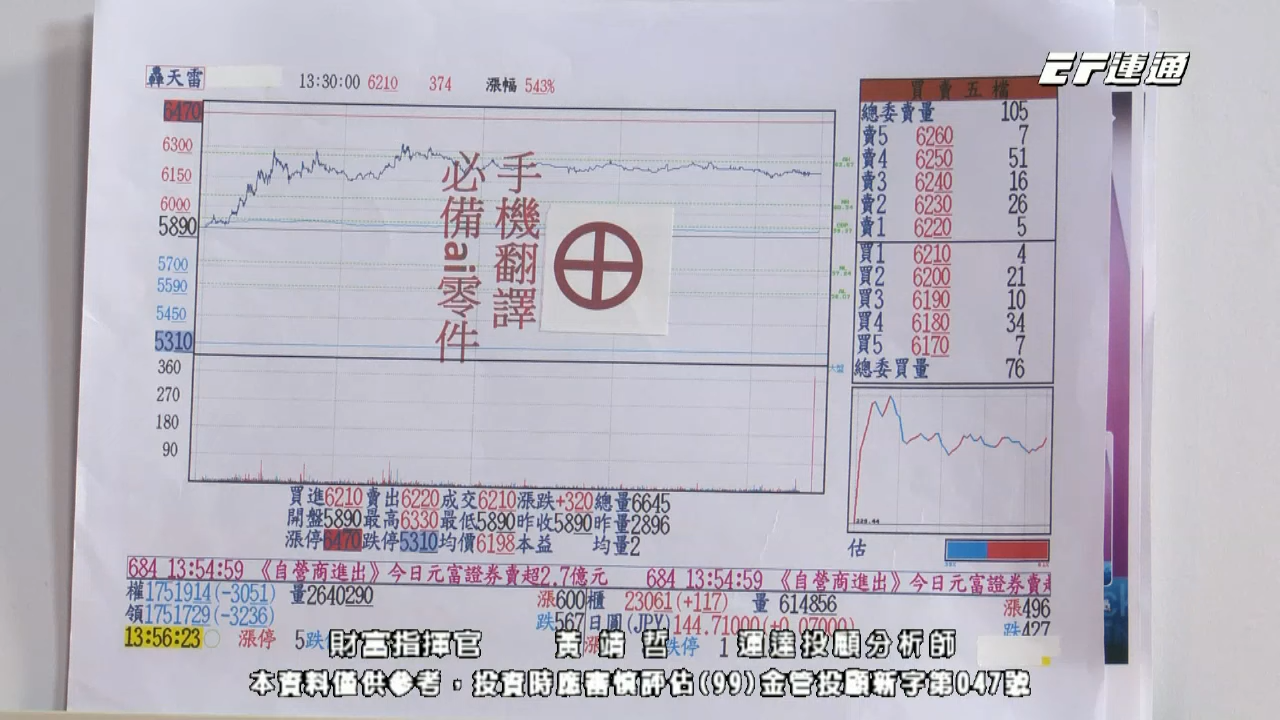 轟天雷 13:30:00 6210 374 漲幅 543%
EF運通
6470
6300
6150
6000
5890
5700
5590
5450
5310
360
270
180
90
手機翻譯
必備ai零件
買賣五檔
總委賣量 105
賣5 6260 7
賣4 6250 51
賣3 6240 16
賣2 6230 26
賣1 6220 5
買1 6210 4
買2 6200 21
買3 6190 10
買4 6180 34
買5 6170 7
總委買量 76
大盤
估
買進6210賣出6220成交6210漲跌+320總量6645
開盤5890最高6330最低5890昨收5890昨量2896
漲停6470跌停5310均價6198本益 均量2
684 13:54:59 《自營商進出》今日元富證券賣超2.7億元 684 13:54:59 《自營商進出》今日元富證券賣超
權1751914(-3051) 量2640290 漲600櫃 23061(+117) 量 614856 漲496
領1751729(-3236) 跌567日圓(JPY)144.71000(+0.07000) 跌427
13:56:23 漲停 5跌 漲 跌停 1
財富指揮官 黃靖哲 運達投顧分析師
本資料僅供參考，投資時應審慎評估(99)金管投顧新字第047號